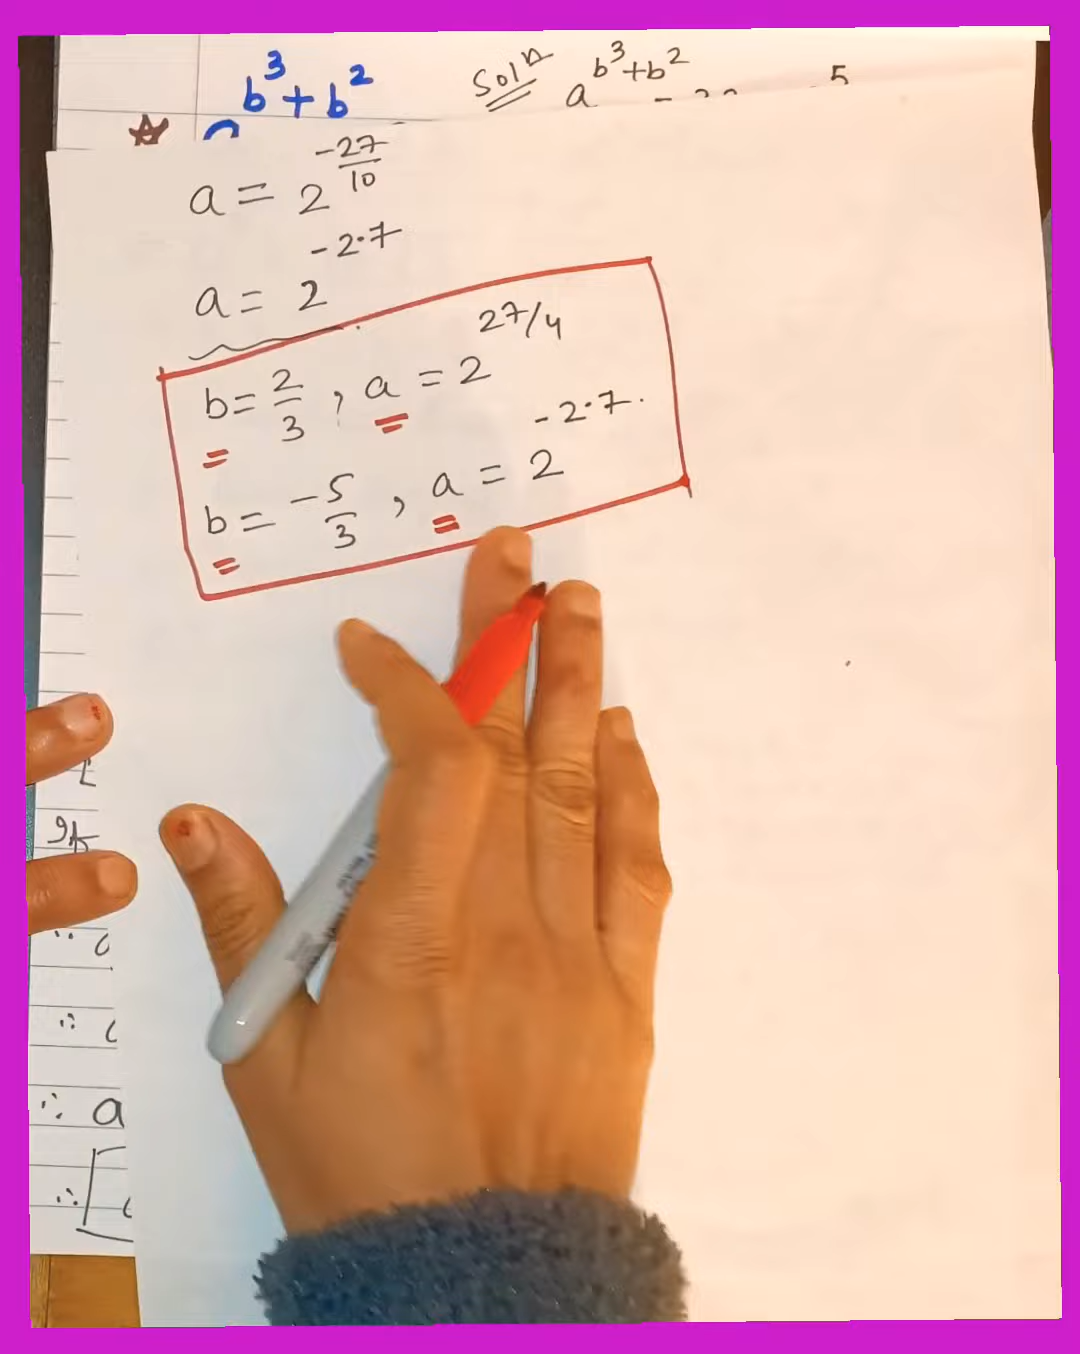 b³ + b²
Solⁿ a^(b³+b²) 5
a = 2^(-27/10)
a = 2^(-2.7)
b = 2/3 , a = 2^(27/4)
b = -5/3 , a = 2^(-2.7).
∴ a
∴